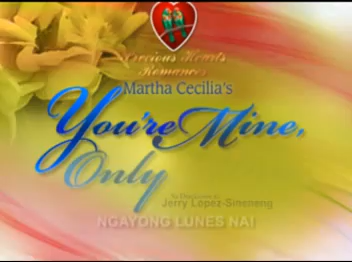 Precious Hearts
Romances
Martha Cecilia's
You're Mine,
Only
Jerry Lopez-Sineneng
NGAYONG LUNES NA!